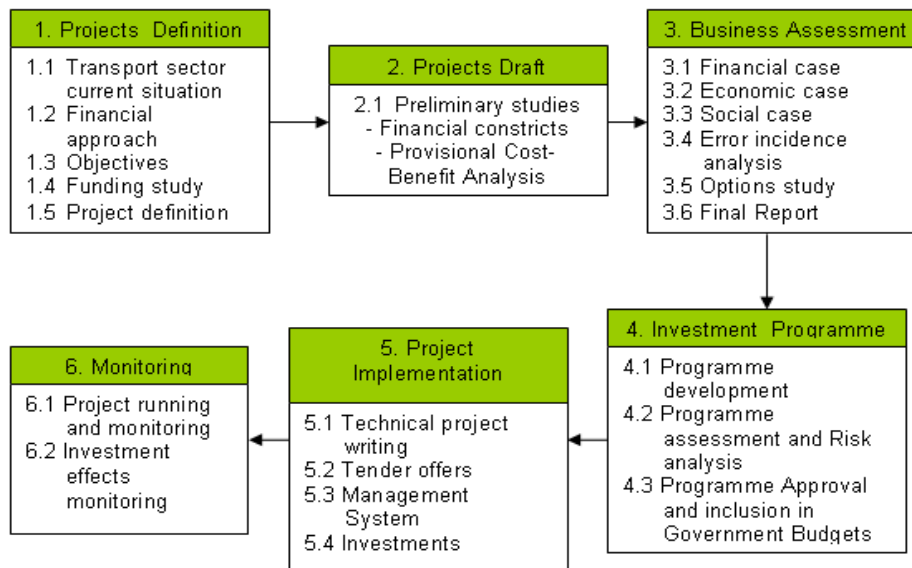 1. Projects Definition
1.1 Transport sector
current situation
1.2 Financial
approach
1.3 Objectives
1.4 Funding study
1.5 Project definition
2. Projects Draft
2.1 Preliminary studies
- Financial constricts
- Provisional Cost-
Benefit Analysis
3. Business Assessment
3.1 Financial case
3.2 Economic case
3.3 Social case
3.4 Error incidence
analysis
3.5 Options study
3.6 Final Report
4. Investment Programme
4.1 Programme
development
4.2 Programme
assessment and Risk
analysis
4.3 Programme Approval
and inclusion in
Government Budgets
5. Project
Implementation
5.1 Technical project
writing
5.2 Tender offers
5.3 Management
System
5.4 Investments
6. Monitoring
6.1 Project running
and monitoring
6.2 Investment
effects
monitoring